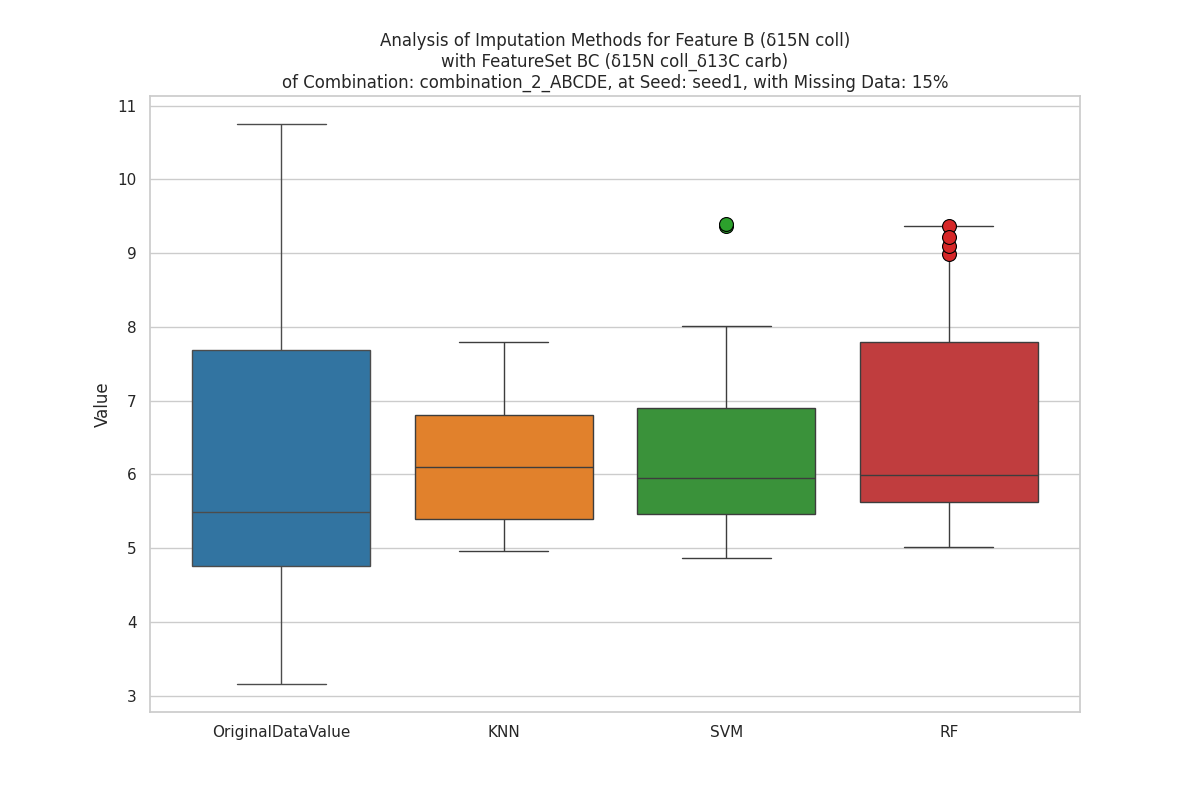 Analysis of Imputation Methods for Feature B (δ15N coll)
with FeatureSet BC (δ15N coll_δ13C carb)
of Combination: combination_2_ABCDE, at Seed: seed1, with Missing Data: 15%
11
10
9
8
7
6
5
4
3
Value
OriginalDataValue
KNN
SVM
RF